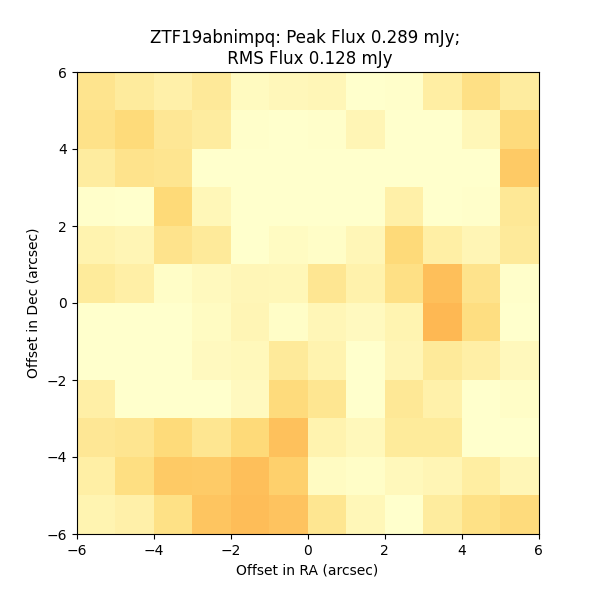 ZTF19abnimpq: Peak Flux 0.289 mJy;
RMS Flux 0.128 mJy
6
4
2
0
−2
−4
−6
Offset in Dec (arcsec)
−6 −4 −2 0 2 4 6
Offset in RA (arcsec)